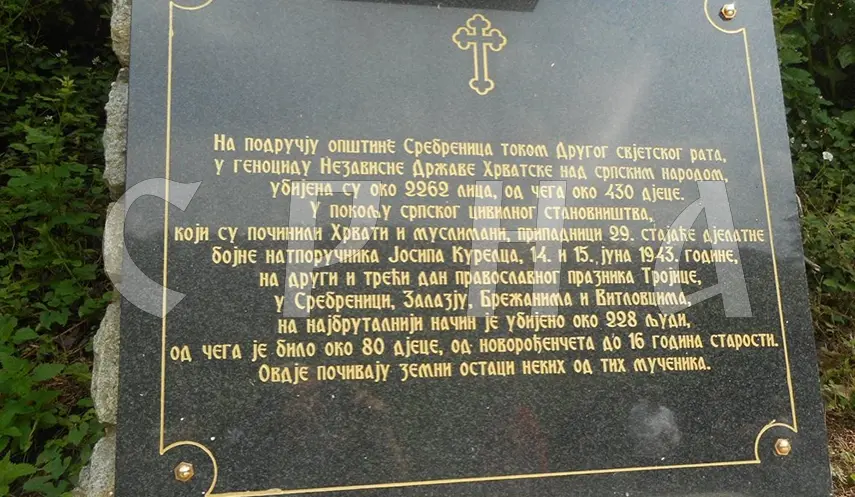 На подручју општине Сребреница током Другог свјетског рата,
у геноциду Независне Државе Хрватске над српским народом,
убијена су око 2262 лица, од чега око 430 дјеце.
У покољу српског цивилног становништва,
који су починили Хрвати и муслимани, припадници 29. стајаће дјелатне
бојне натпоручника Јосипа Курелца, 14. и 15. јуна 1943. године,
на други и трећи дан православног празника Тројице,
у Сребреници, Залазју, Брежанима и Витловцима,
на најбруталнији начин је убијено око 228 људи,
од чега је било око 80 дјеце, од новорођенчета до 16 година старости.
Овдје почивају земни остаци неких од тих мученика.
СРНА